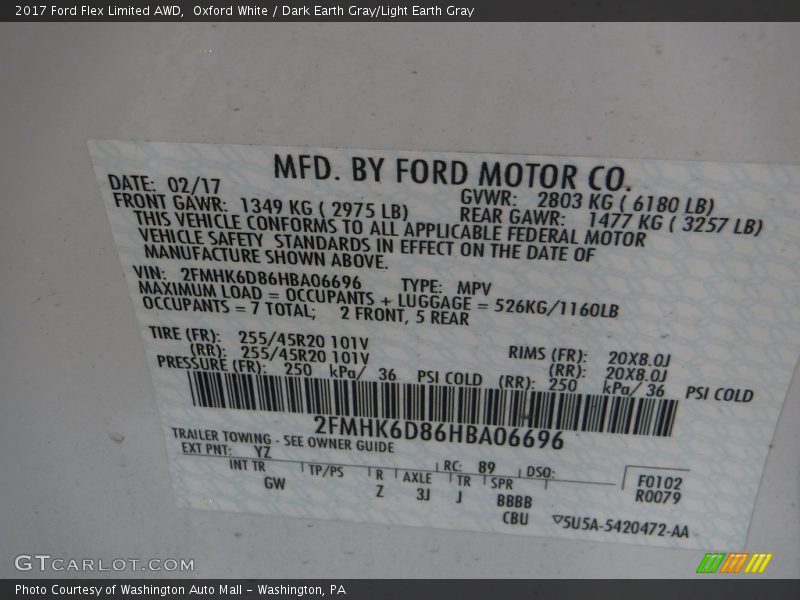 2017 Ford Flex Limited AWD,  Oxford White / Dark Earth Gray/Light Earth Gray
MFD. BY FORD MOTOR CO.
DATE: 02/17 GVWR: 2803 KG ( 6180 LB)
FRONT GAWR: 1349 KG ( 2975 LB) REAR GAWR: 1477 KG ( 3257 LB)
THIS VEHICLE CONFORMS TO ALL APPLICABLE FEDERAL MOTOR
VEHICLE SAFETY STANDARDS IN EFFECT ON THE DATE OF
MANUFACTURE SHOWN ABOVE.
VIN: 2FMHK6D86HBA06696 TYPE: MPV
MAXIMUM LOAD = OCCUPANTS + LUGGAGE = 526KG/1160LB
OCCUPANTS = 7 TOTAL; 2 FRONT, 5 REAR
TIRE (FR): 255/45R20 101V RIMS (FR): 20X8.0J
(RR): 255/45R20 101V (RR): 20X8.0J
PRESSURE (FR): 250 kPa/ 36 PSI COLD (RR): 250 kPa/ 36 PSI COLD
2FMHK6D86HBA06696
TRAILER TOWING - SEE OWNER GUIDE
EXT PNT: YZ RC: 89 DSO: F0102
INT TR TP/PS R AXLE TR SPR R0079
GW Z 3J J BBBB
CBU ▽5U5A-5420472-AA
GTCARLOT.COM
Photo Courtesy of Washington Auto Mall – Washington, PA